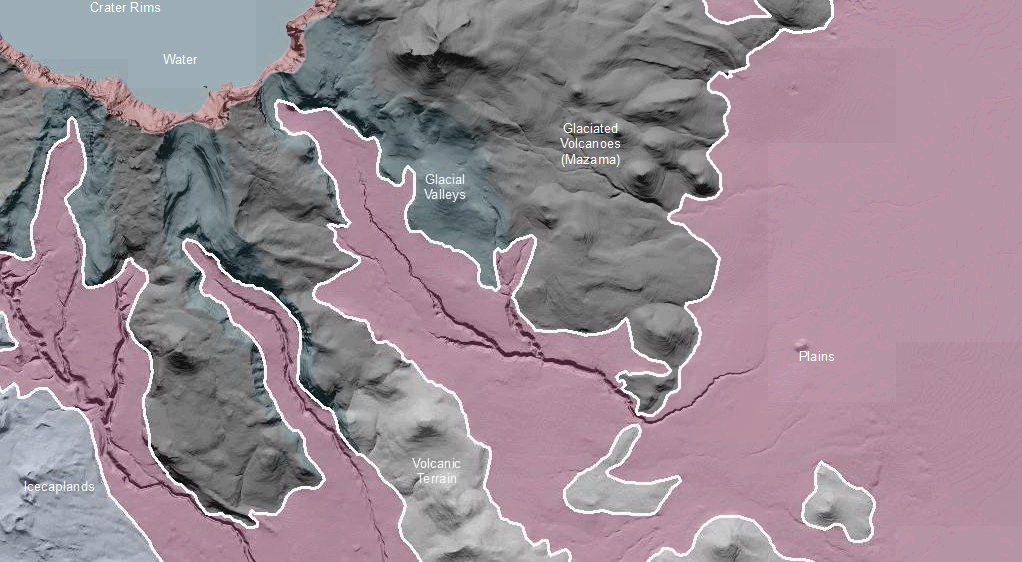 Crater Rims
Water
Glaciated
Volcanoes
(Mazama)
Glacial
Valleys
Plains
Volcanic
Terrain
Icecaplands